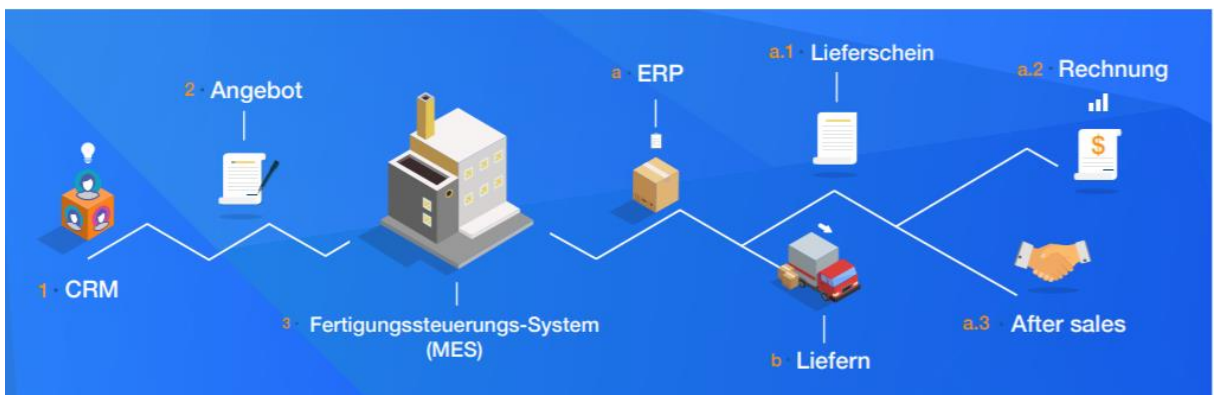 1 · CRM
2 · Angebot
3 · Fertigungssteuerungs-System
(MES)
a · ERP
a.1 · Lieferschein
b · Liefern
a.2 · Rechnung
$
a.3 · After sales